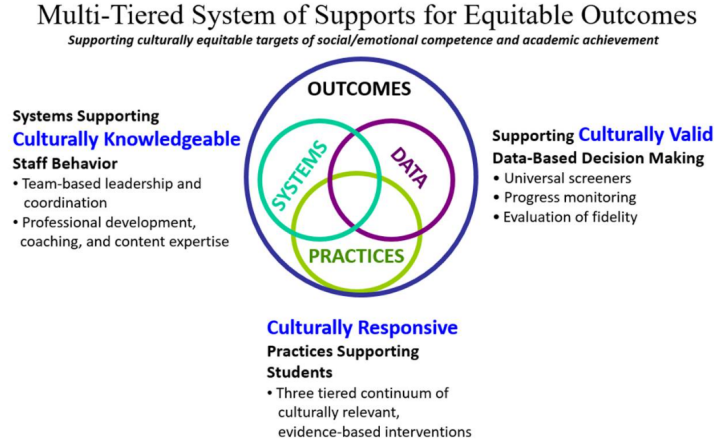 Multi-Tiered System of Supports for Equitable Outcomes
Supporting culturally equitable targets of social/emotional competence and academic achievement
OUTCOMES
SYSTEMS
DATA
PRACTICES
Systems Supporting
Culturally Knowledgeable
Staff Behavior
• Team-based leadership and
coordination
• Professional development,
coaching, and content expertise
Supporting Culturally Valid
Data-Based Decision Making
• Universal screeners
• Progress monitoring
• Evaluation of fidelity
Culturally Responsive
Practices Supporting
Students
• Three tiered continuum of
culturally relevant,
evidence-based interventions